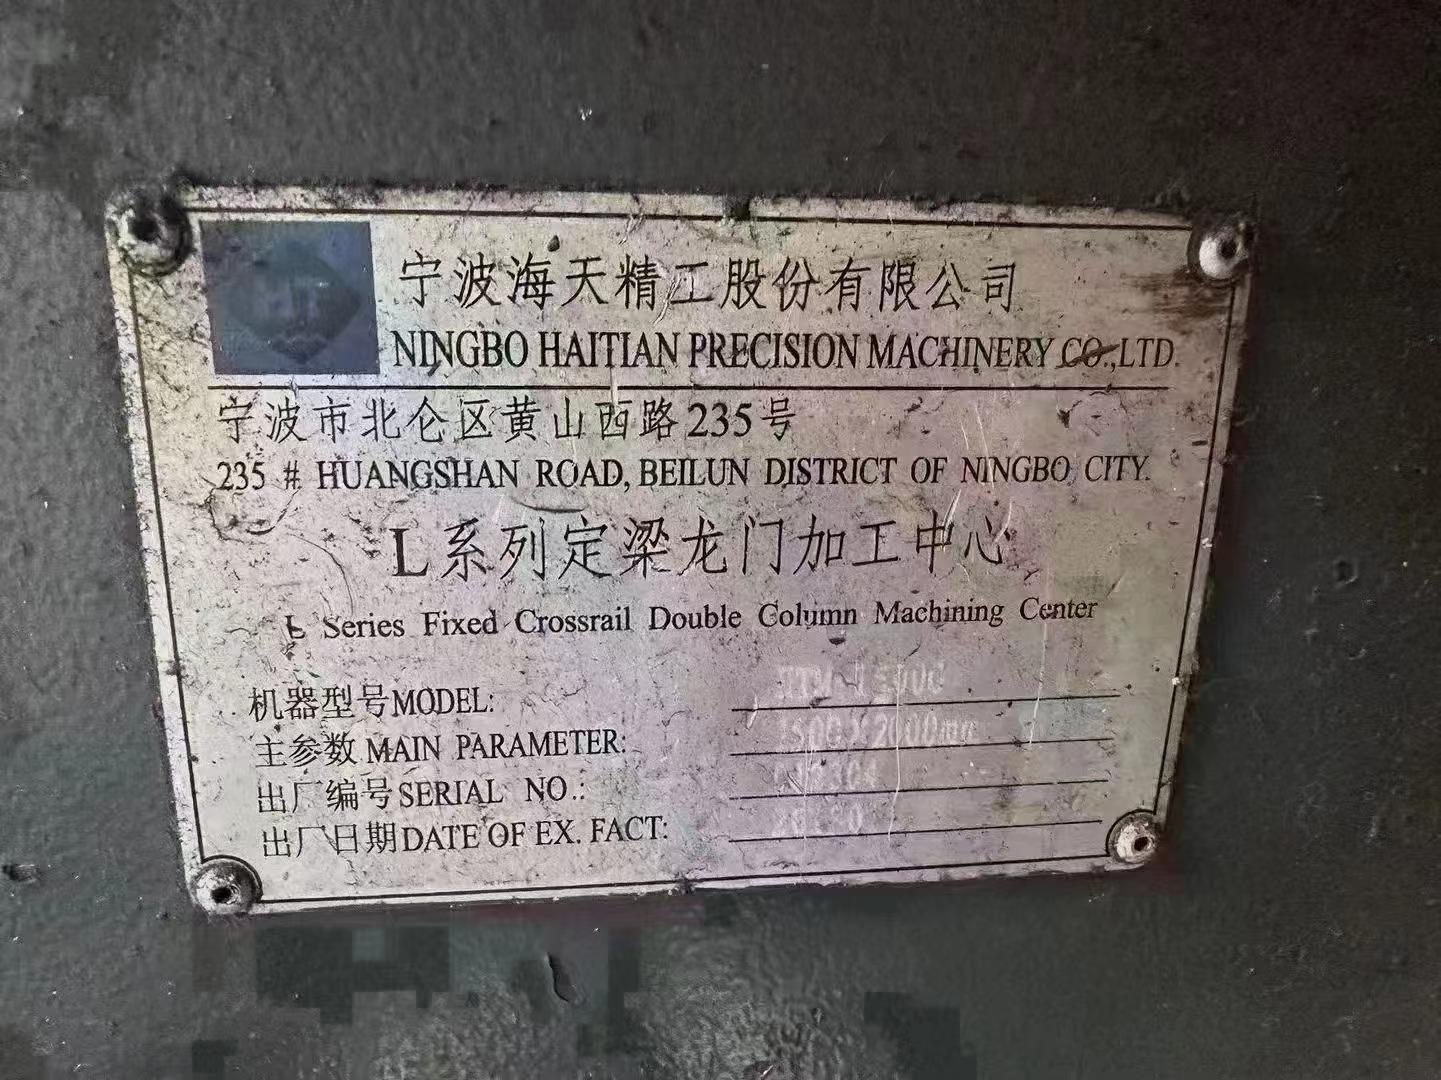 宁波海天精工股份有限公司
NINGBO HAITIAN PRECISION MACHINERY CO.,LTD.
宁波市北仑区黄山西路235号
235 # HUANGSHAN ROAD, BEILUN DISTRICT OF NINGBO CITY.
L系列定梁龙门加工中心
L Series Fixed Crossrail Double Column Machining Center
机器型号MODEL:
主参数 MAIN PARAMETER: 1500X2000mm
出厂编号SERIAL NO.:
出厂日期DATE OF EX. FACT: